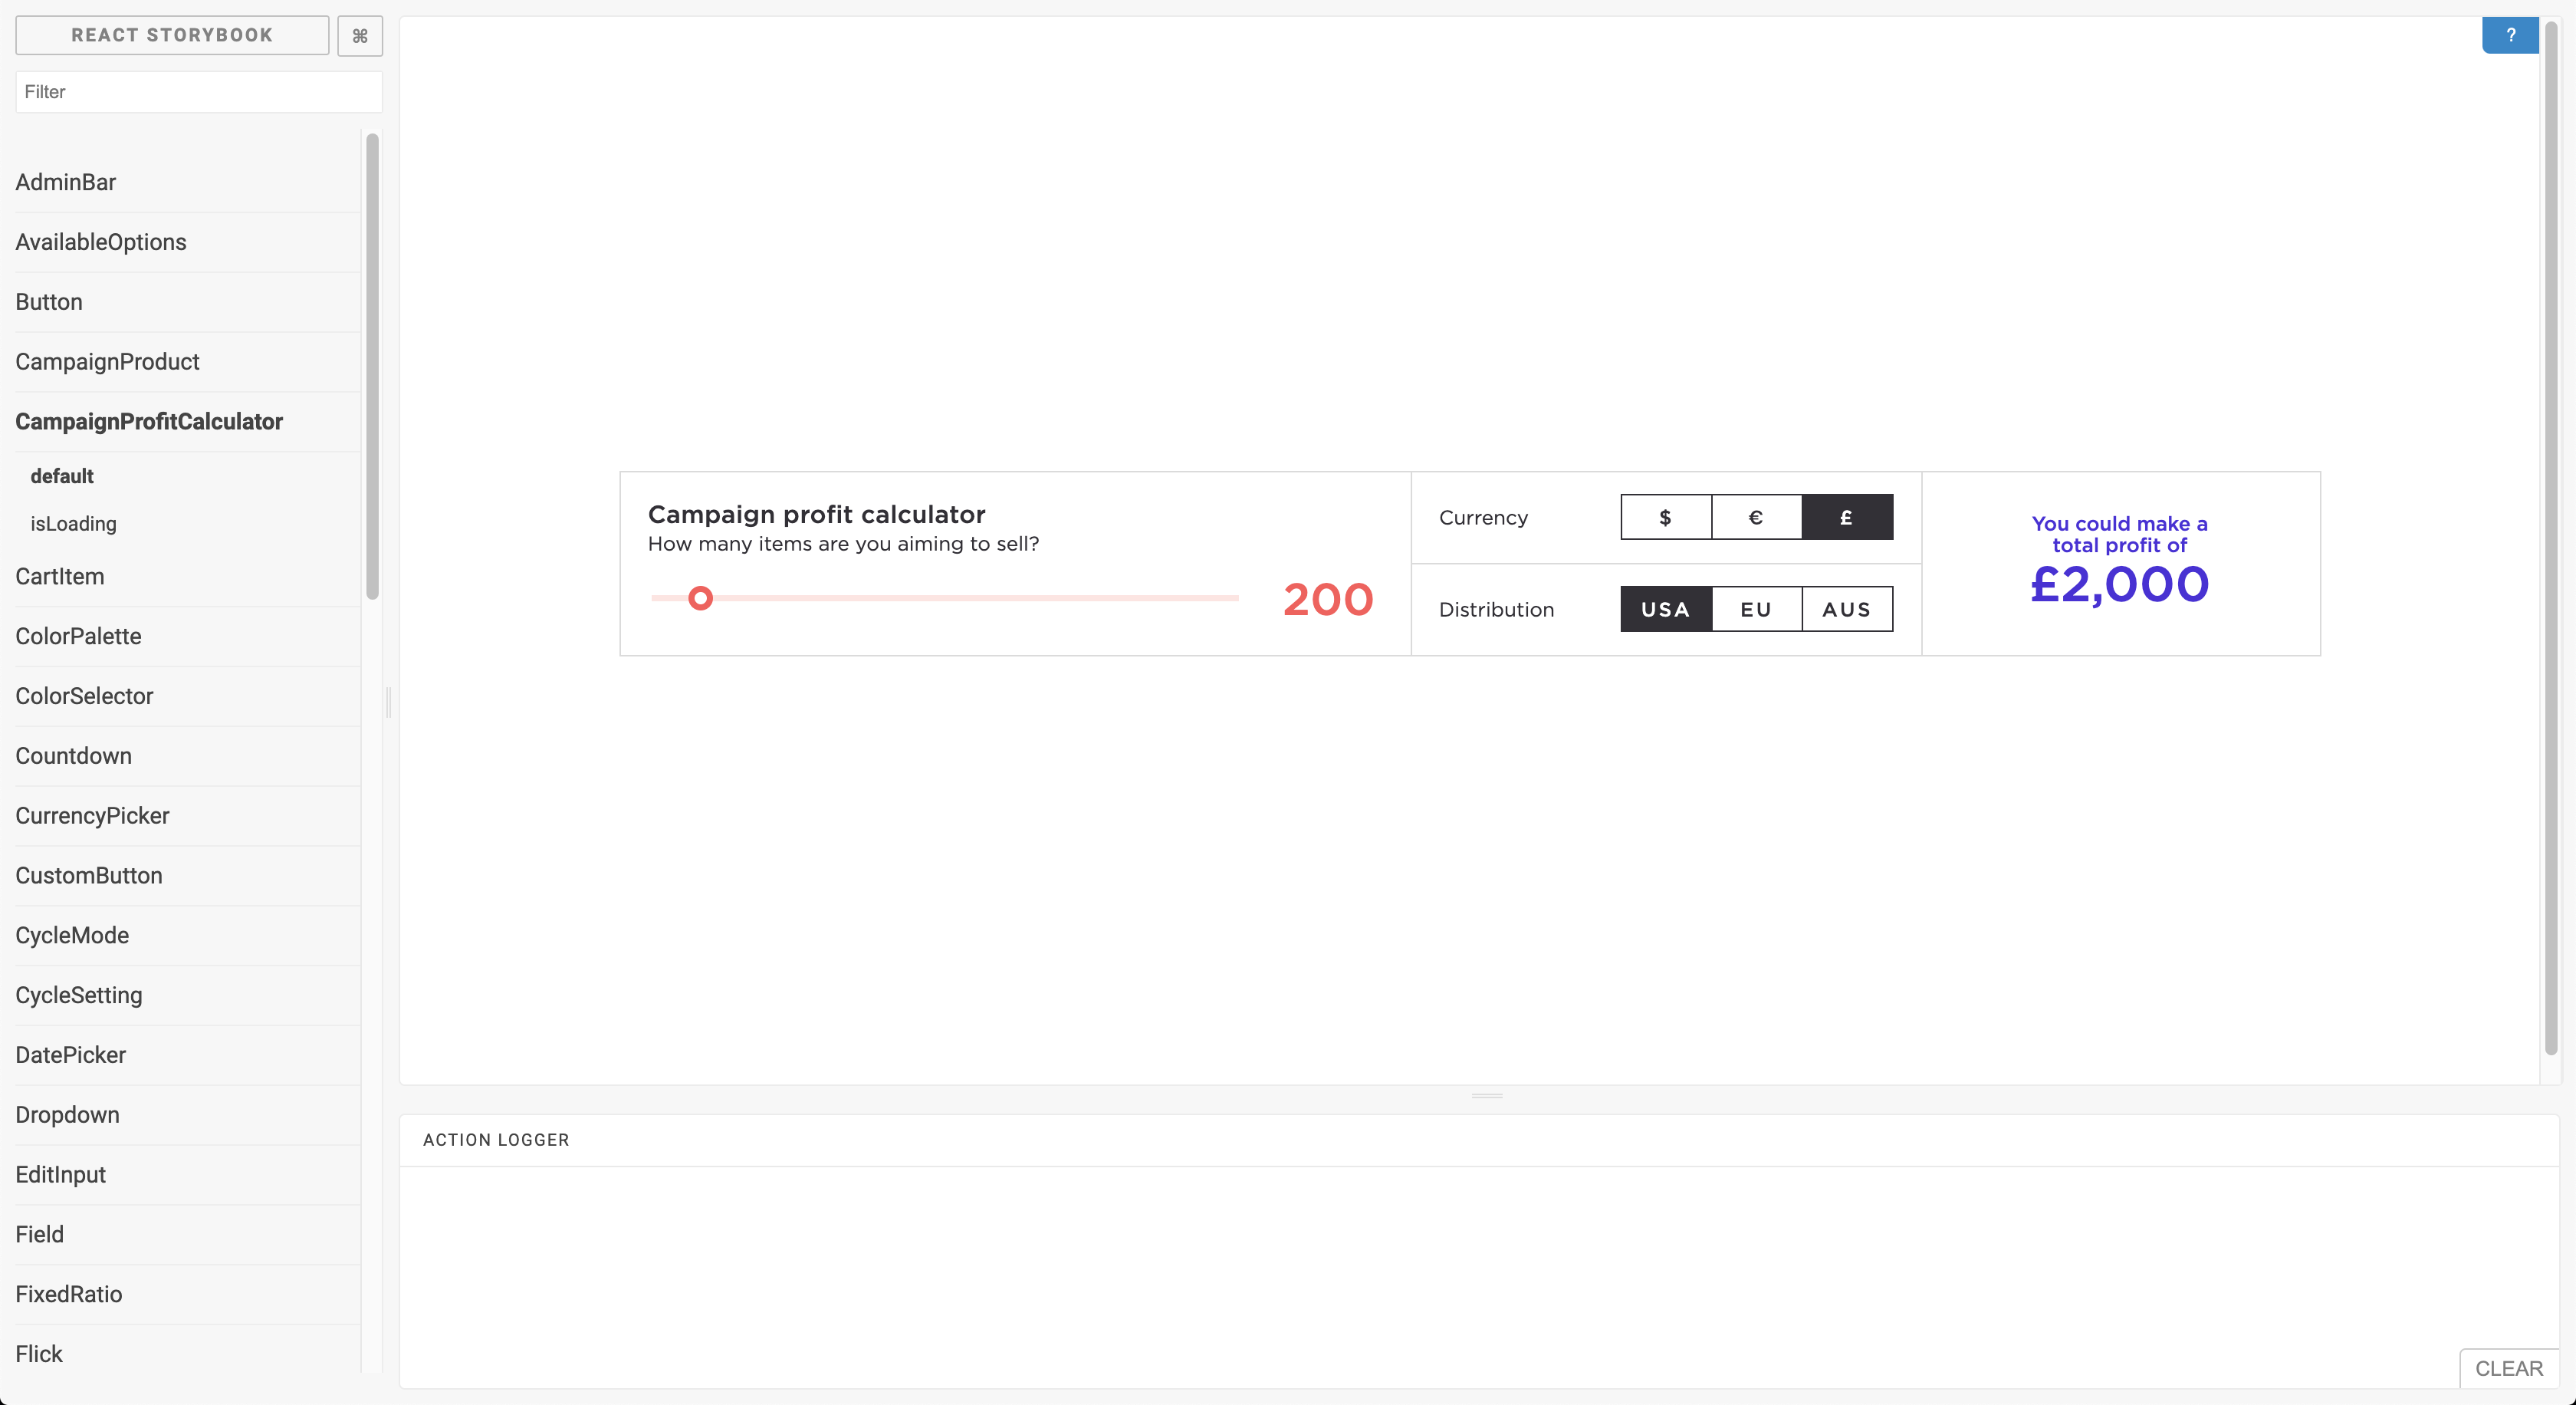 REACT STORYBOOK
⌘
Filter
AdminBar
AvailableOptions
Button
CampaignProduct
CampaignProfitCalculator
default
isLoading
CartItem
ColorPalette
ColorSelector
Countdown
CurrencyPicker
CustomButton
CycleMode
CycleSetting
DatePicker
Dropdown
EditInput
Field
FixedRatio
Flick
?
Campaign profit calculator
How many items are you aiming to sell?
200
Currency
$ € £
Distribution
USA EU AUS
You could make a
total profit of
£2,000
ACTION LOGGER
CLEAR